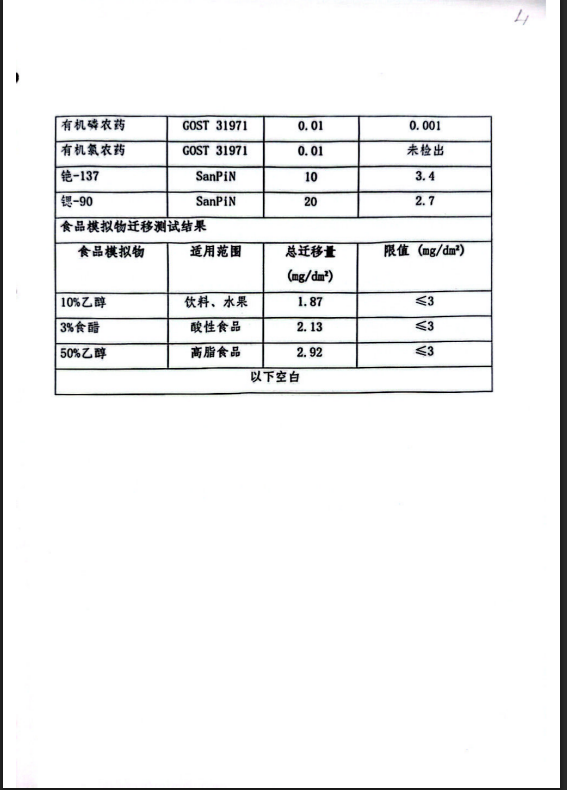 4
有机磷农药 GOST 31971 0.01 0.001
有机氯农药 GOST 31971 0.01 未检出
铯-137 SanPiN 10 3.4
锶-90 SanPiN 20 2.7
食品模拟物迁移测试结果
食品模拟物 适用范围 总迁移量 (mg/dm²) 限值 (mg/dm²)
10%乙醇 饮料、水果 1.87 ≤3
3%食醋 酸性食品 2.13 ≤3
50%乙醇 高脂食品 2.92 ≤3
以下空白